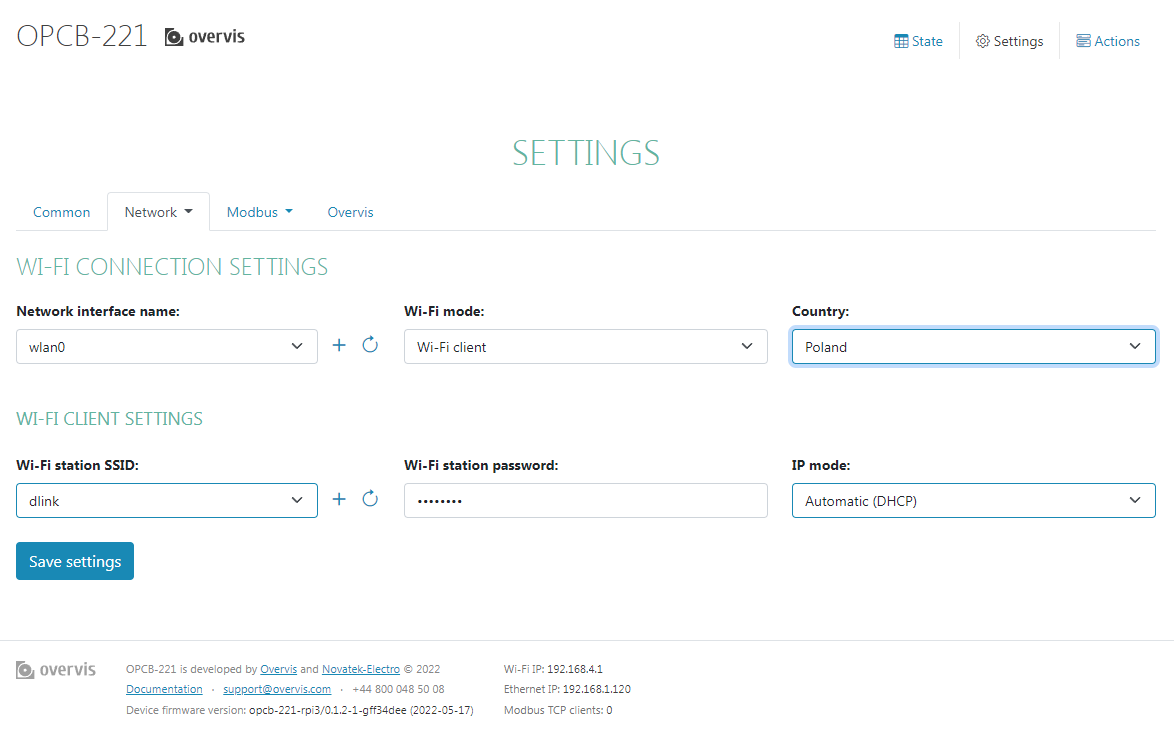 OPCB-221 overvis
State Settings Actions
SETTINGS
Common Network Modbus Overvis
WI-FI CONNECTION SETTINGS
Network interface name: Wi-Fi mode: Country:
wlan0 Wi-Fi client Poland
WI-FI CLIENT SETTINGS
Wi-Fi station SSID: Wi-Fi station password: IP mode:
dlink •••••••• Automatic (DHCP)
Save settings
overvis OPCB-221 is developed by Overvis and Novatek-Electro © 2022 Wi-Fi IP: 192.168.4.1
Documentation · support@overvis.com · +44 800 048 50 08 Ethernet IP: 192.168.1.120
Device firmware version: opcb-221-rpi3/0.1.2-1-gff34dee (2022-05-17) Modbus TCP clients: 0